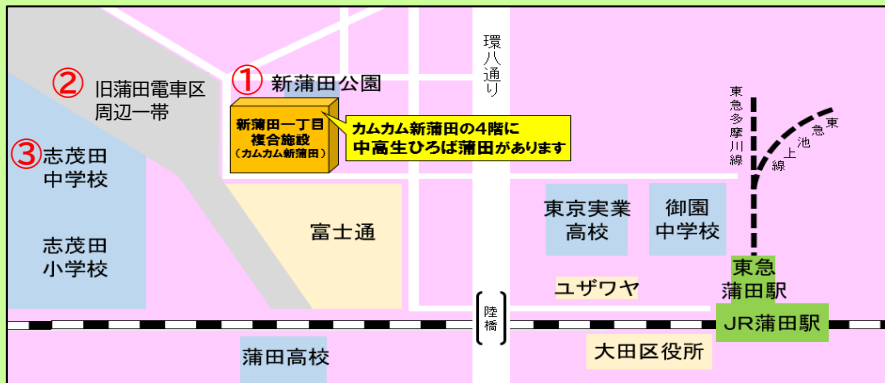 ①
新蒲田公園
②
旧蒲田電車区
周辺一帯
③
志茂田
中学校
志茂田
小学校
新蒲田一丁目
複合施設
(カムカム新蒲田)
カムカム新蒲田の4階に
中高生ひろば蒲田があります
環八通り
東急多摩川線
東急池上線
富士通
東京実業
高校
御園
中学校
ユザワヤ
東急
蒲田駅
JR蒲田駅
陸橋
蒲田高校
大田区役所